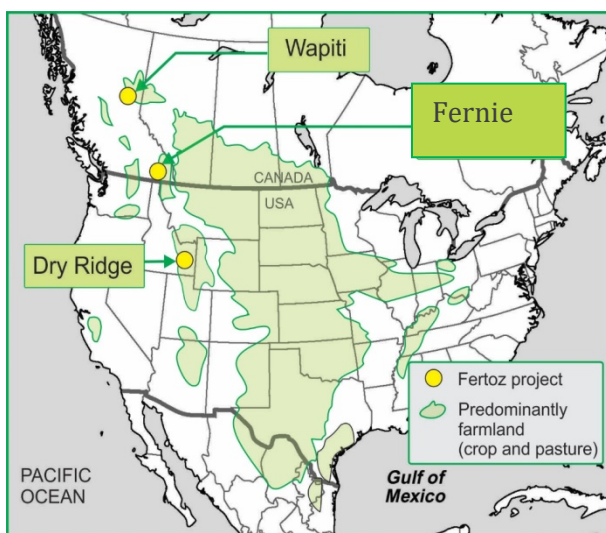 Wapiti
Fernie
CANADA
USA
Dry Ridge
Fertoz project
Predominantly
farmland
(crop and pasture)
PACIFIC
OCEAN
Gulf of
Mexico